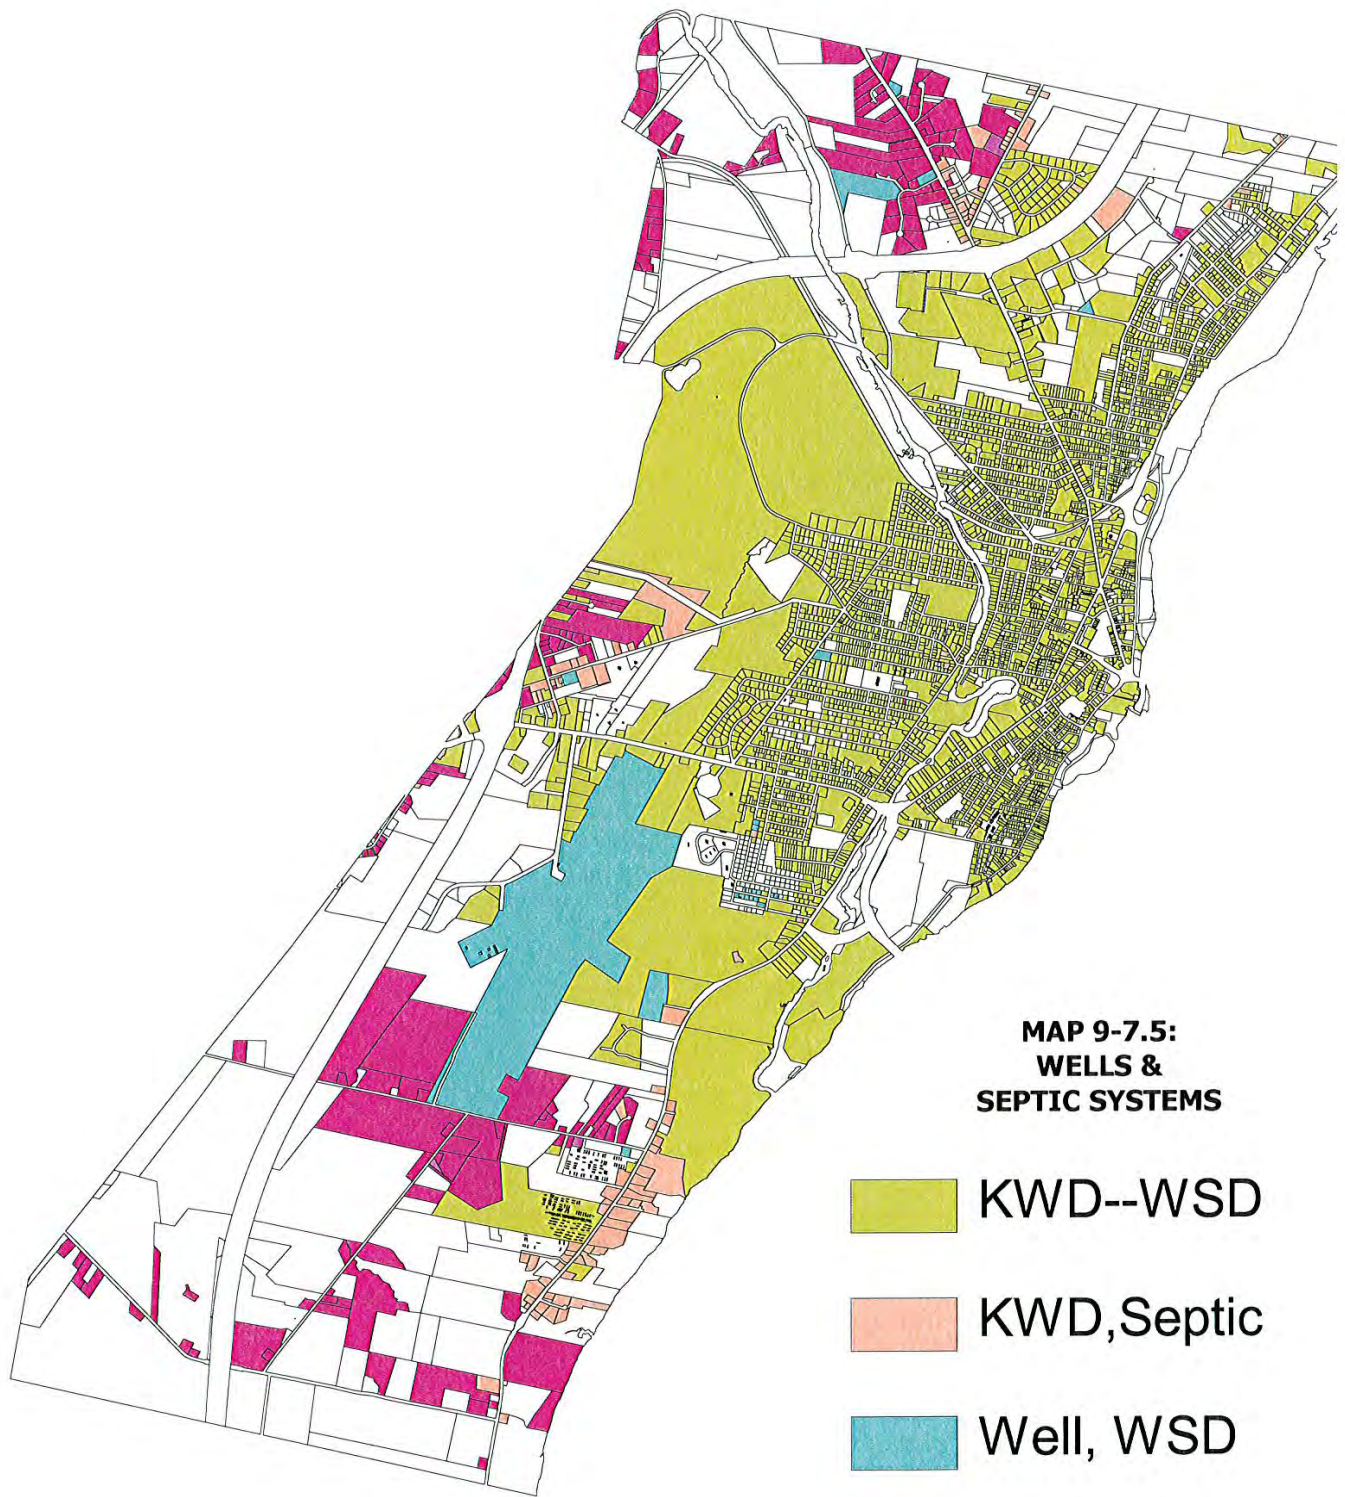 MAP 9-7.5:
WELLS &
SEPTIC SYSTEMS
KWD--WSD
KWD,Septic
Well, WSD